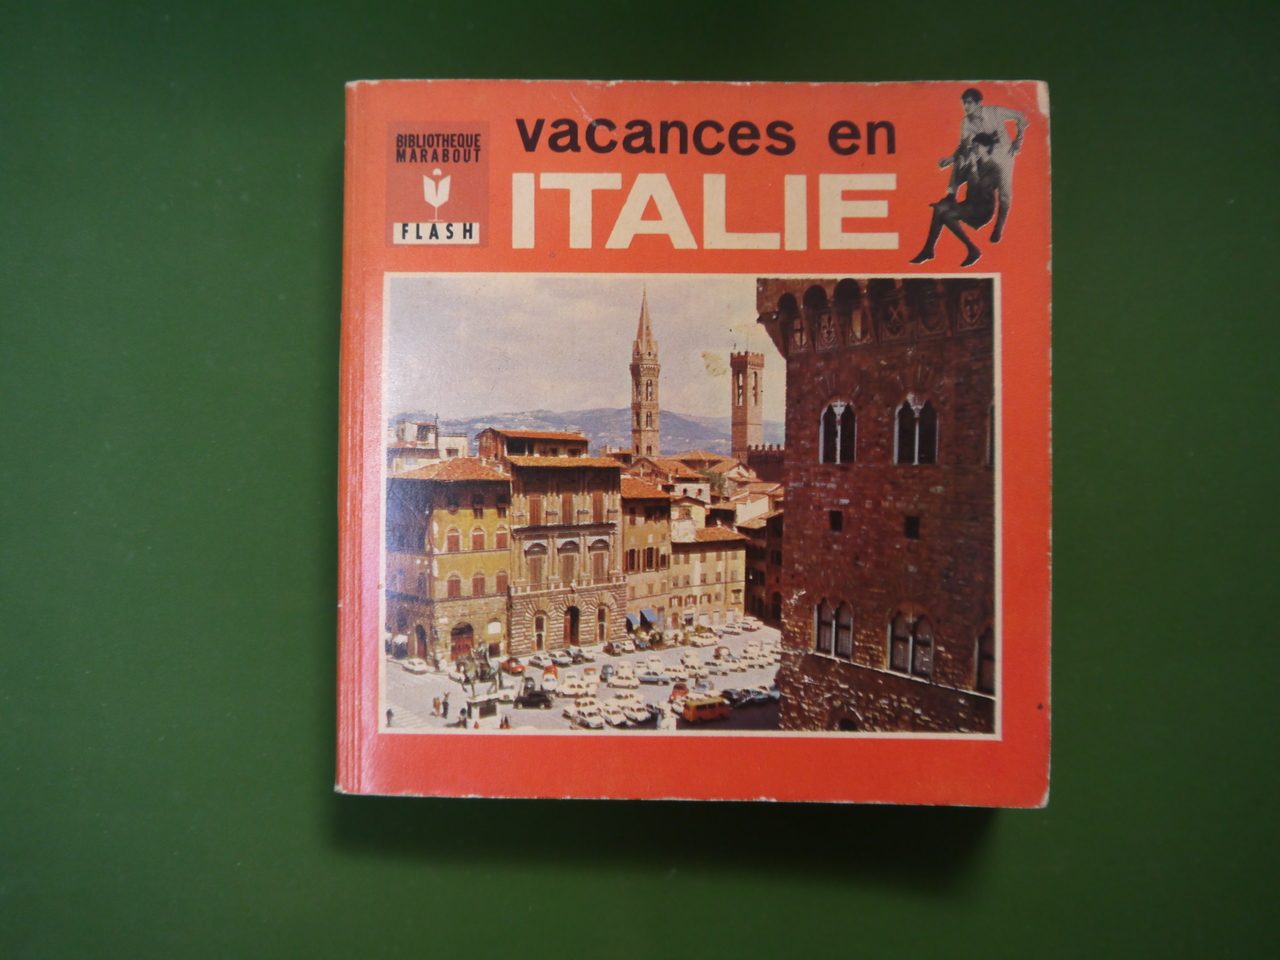 BIBLIOTHEQUE
MARABOUT
FLASH
vacances en
ITALIE